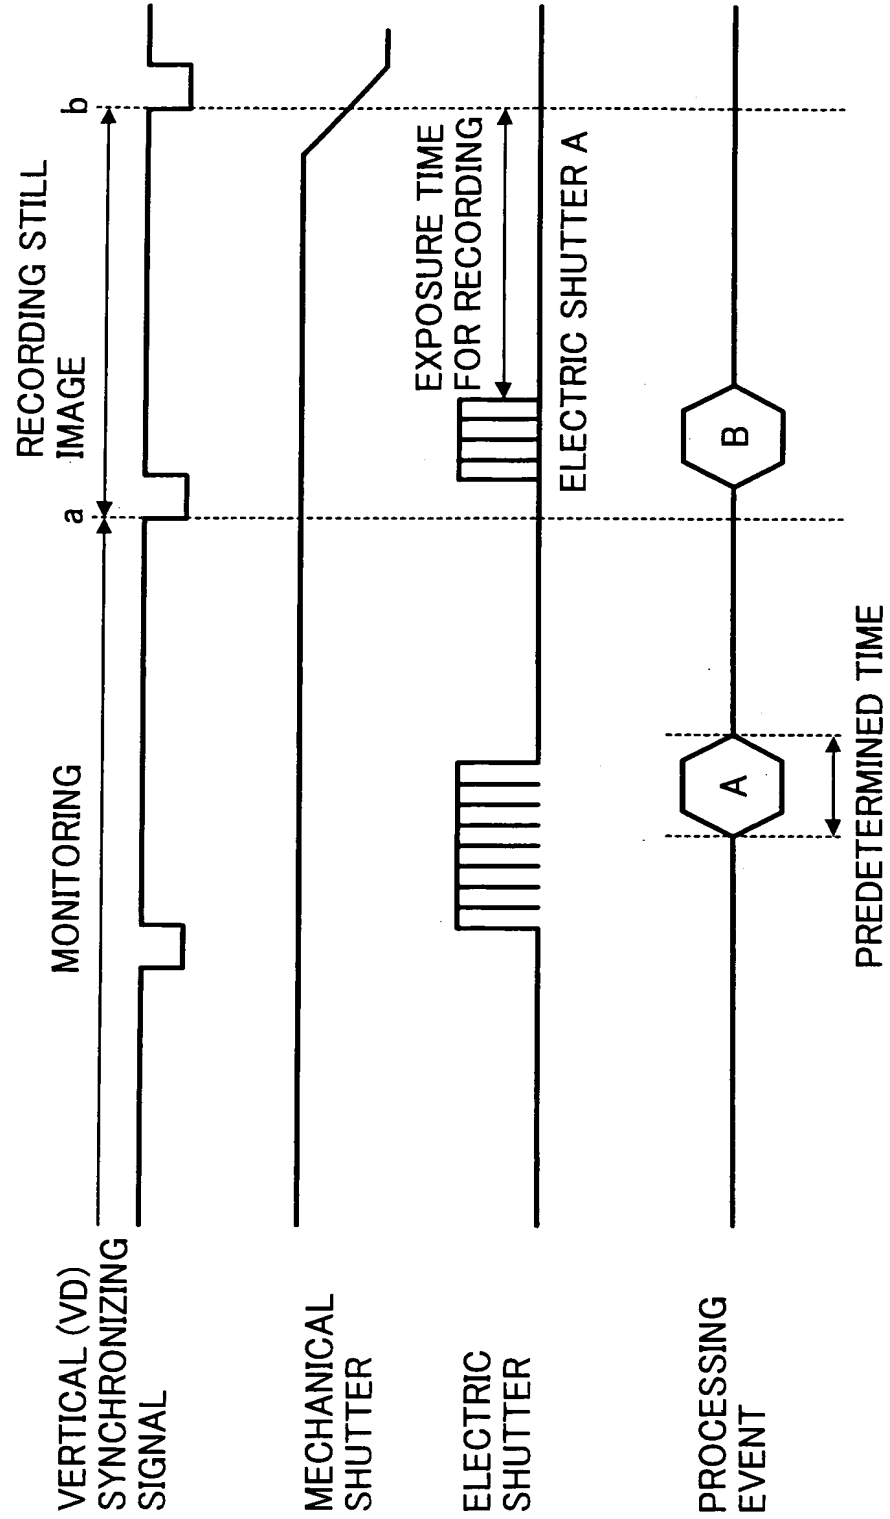 VERTICAL (VD)
SYNCHRONIZING
SIGNAL
MONITORING
a
RECORDING STILL
IMAGE
b
MECHANICAL
SHUTTER
ELECTRIC
SHUTTER
EXPOSURE TIME
FOR RECORDING
ELECTRIC SHUTTER A
PROCESSING
EVENT
A
B
PREDETERMINED TIME